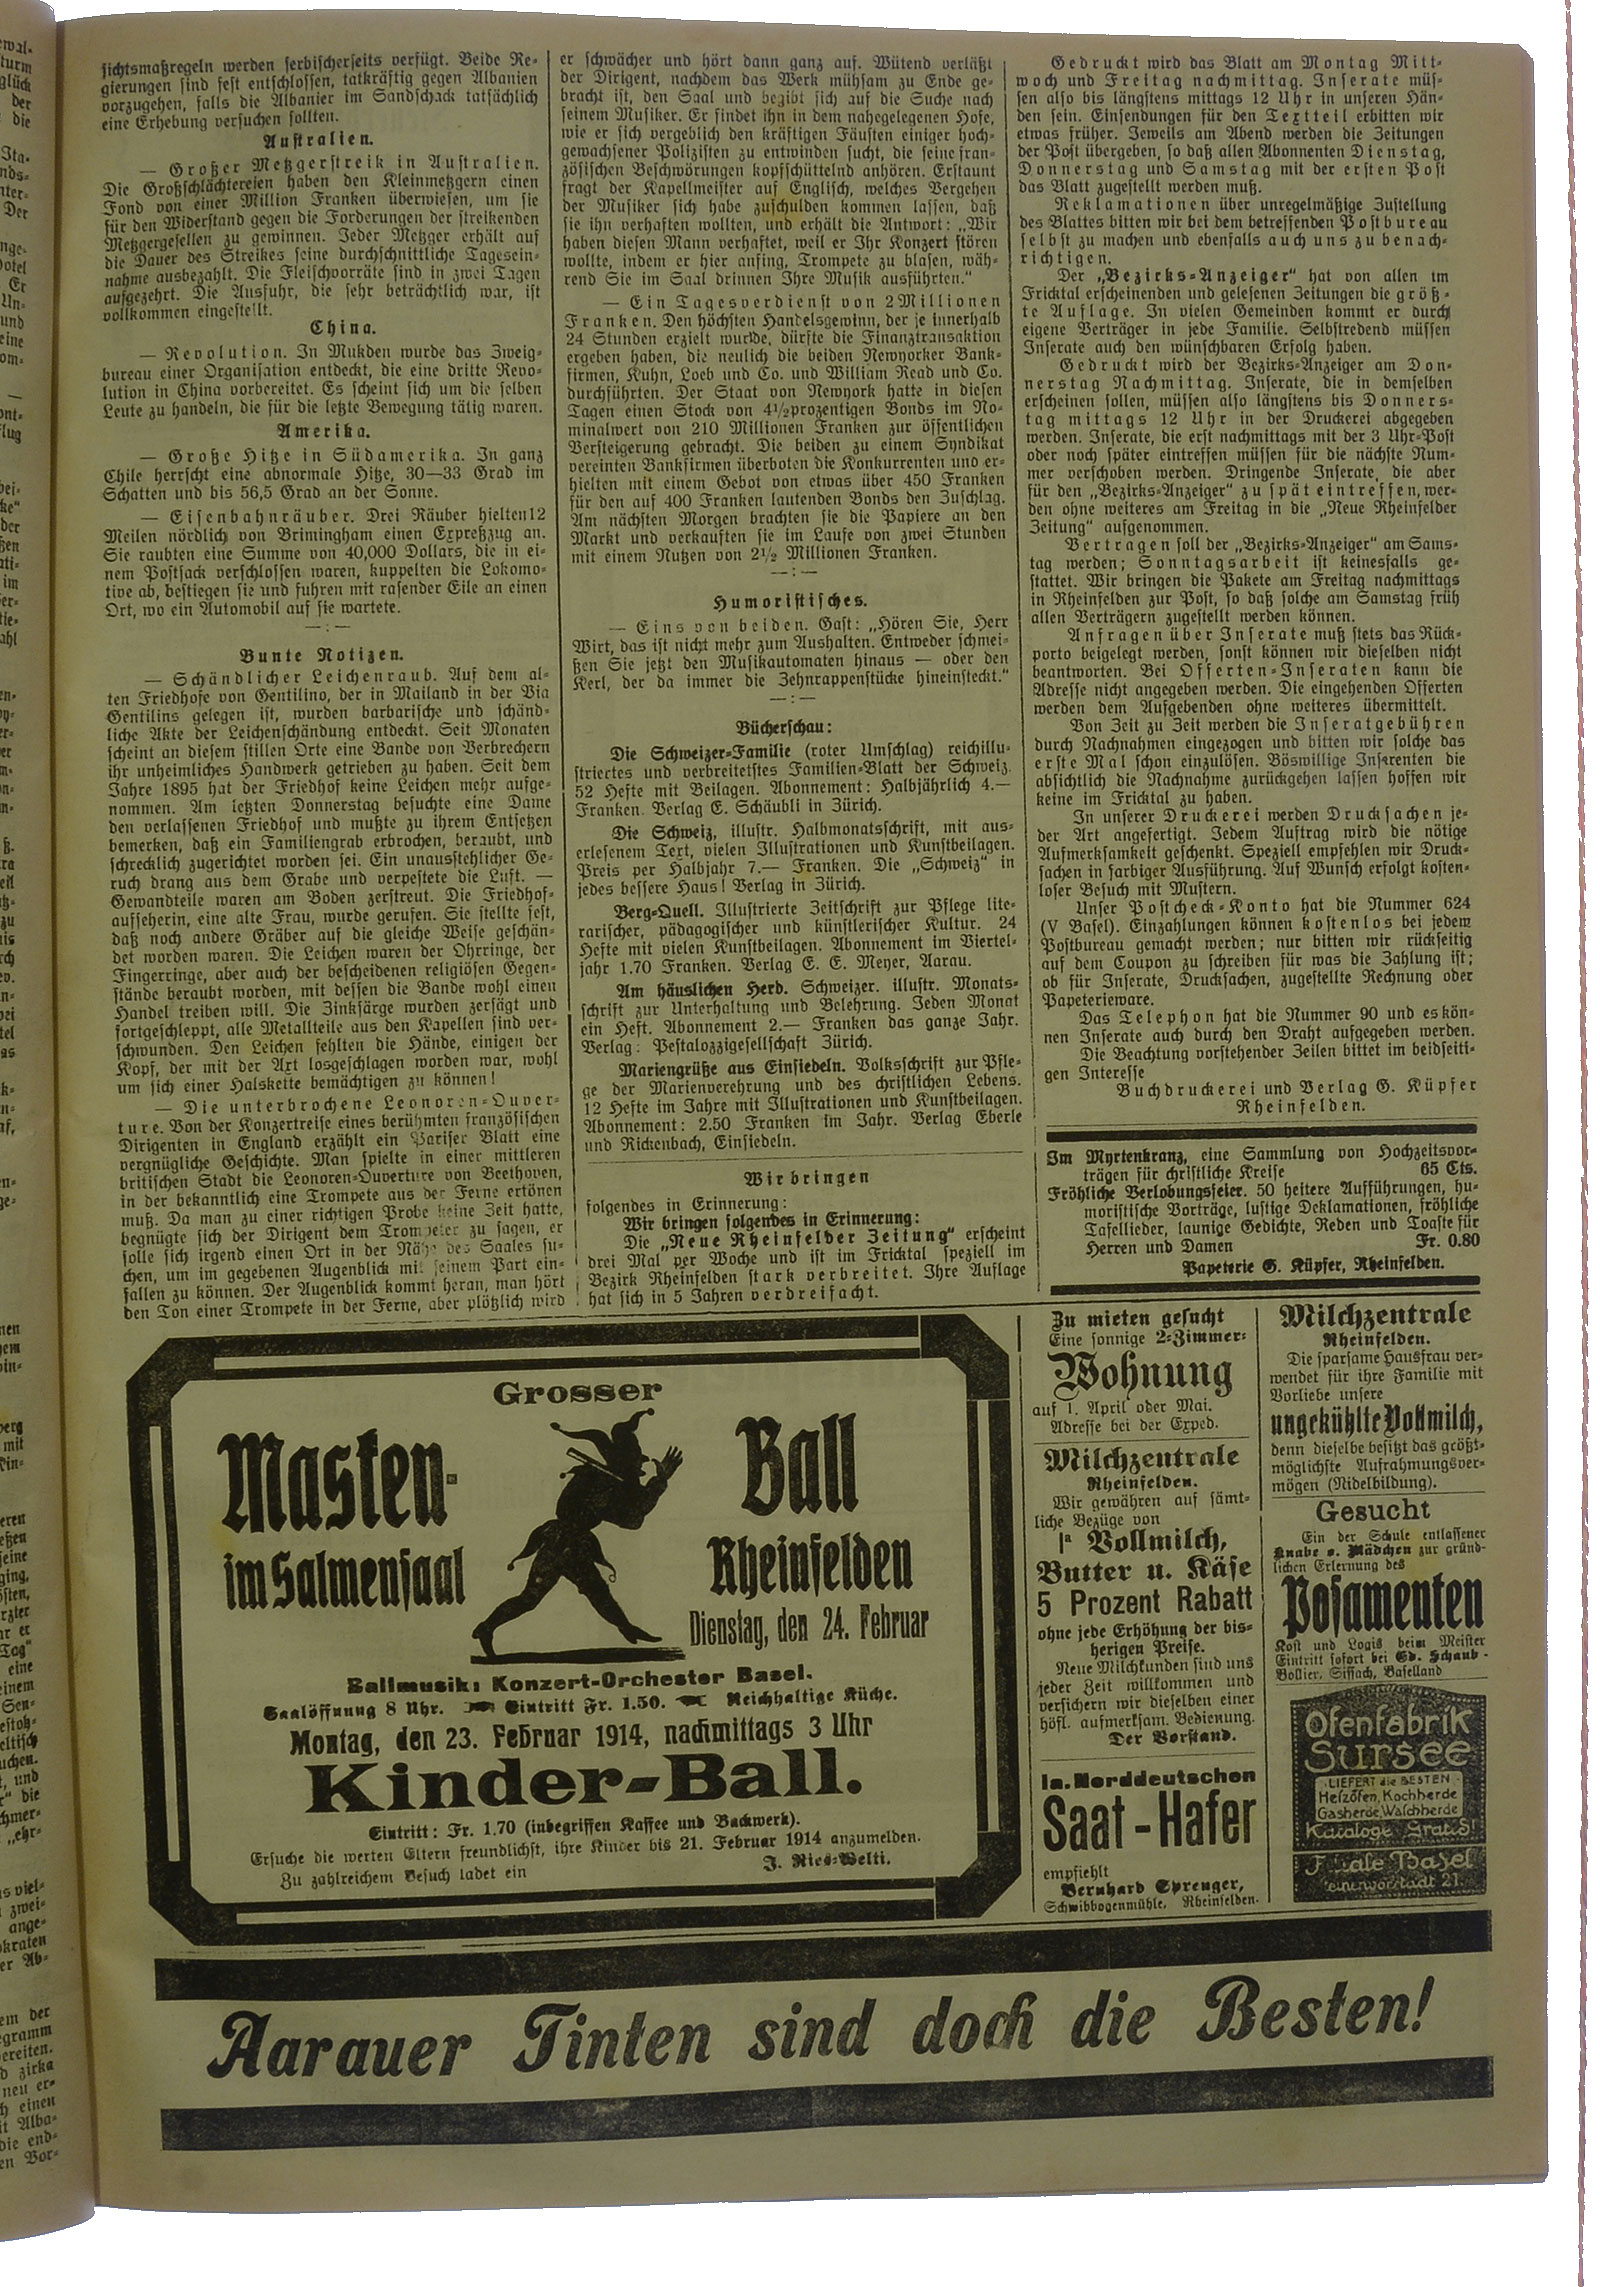 sichtsmaßregeln werden serbischerseits verfügt. Beide Re-
gierungen sind fest entschlossen, tatkräftig gegen Albanien
vorzugehen, falls die Albanier im Sandschack tatsächlich
eine Erhebung versuchen sollten.
Australien.
— Großer Metzgerstreik in Australien.
Die Großschlächtereien haben den Kleinmetzgern einen
Fond von einer Million Franken überwiesen, um sie
für den Widerstand gegen die Forderungen der streikenden
Metzgergesellen zu gewinnen. Jeder Metzger erhält auf
die Dauer des Streikes seine durchschnittliche Tagesein-
nahme ausbezahlt. Die Fleischvorräte sind in zwei Tagen
aufgezehrt. Die Ausfuhr, die sehr beträchtlich war, ist
vollkommen eingestellt.
China.
— Revolution. In Mukden wurde das Zweig-
bureau einer Organisation entdeckt, die eine dritte Revo-
lution in China vorbereitet. Es scheint sich um die selben
Leute zu handeln, die für die letzte Bewegung tätig waren.
Amerika.
— Große Hitze in Südamerika. In ganz
Chile herrscht eine abnormale Hitze, 30—33 Grad im
Schatten und bis 56,5 Grad an der Sonne.
— Eisenbahnräuber. Drei Räuber hielten 12
Meilen nördlich von Brimingham einen Expreßzug an.
Sie raubten eine Summe von 40,000 Dollars, die in ei-
nem Postsack verschlossen waren, kuppelten die Lokomo-
tive ab, bestiegen sie und fuhren mit rasender Eile an einen
Ort, wo ein Automobil auf sie wartete.
—:—
Bunte Notizen.
— Schändlicher Leichenraub. Auf dem al-
ten Friedhofe von Gentilino, der in Mailand in der Via
Gentilins gelegen ist, wurden barbarische und schänd-
liche Akte der Leichenschändung entdeckt. Seit Monaten
scheint an diesem stillen Orte eine Bande von Verbrechern
ihr unheimliches Handwerk getrieben zu haben. Seit dem
Jahre 1895 hat der Friedhof keine Leichen mehr aufge-
nommen. Am letzten Donnerstag besuchte eine Dame
den verlassenen Friedhof und mußte zu ihrem Entsetzen
bemerken, daß ein Familiengrab erbrochen, beraubt, und
schrecklich zugerichtet worden sei. Ein unausstehlicher Ge-
ruch drang aus dem Grabe und verpestete die Luft. —
Gewandteile waren am Boden zerstreut. Die Friedhof-
aufseherin, eine alte Frau, wurde gerufen. Sie stellte fest,
daß noch andere Gräber auf die gleiche Weise geschän-
det worden waren. Die Leichen waren der Ohrringe, der
Fingerringe, aber auch der bescheidenen religiösen Gegen-
stände beraubt worden, mit dessen die Bande wohl einen
Handel treiben will. Die Zinksärge wurden zersägt und
fortgeschleppt, alle Metallteile aus den Kapellen sind ver-
schwunden. Den Leichen fehlten die Hände, einigen der
Kopf, der mit der Axt losgeschlagen worden war, wohl
um sich einer Halskette bemächtigen zu können!
— Die unterbrochene Leonoren-Ouver-
ture. Von der Konzertreise eines berühmten französischen
Dirigenten in England erzählt ein Pariser Blatt eine
vergnügliche Geschichte. Man spielte in einer mittleren
britischen Stadt die Leonoren-Ouverture von Beethoven,
in der bekanntlich eine Trompete aus der Ferne ertönen
muß. Da man zu einer richtigen Probe keine Zeit hatte,
begnügte sich der Dirigent dem Trompeter zu sagen, er
solle sich irgend einen Ort in der Nähe des Saales su-
chen, um im gegebenen Augenblick mit seinem Part ein-
fallen zu können. Der Augenblick kommt heran, man hört
den Ton einer Trompete in der Ferne, aber plötzlich wird
er schwächer und hört dann ganz auf. Wütend verläßt
der Dirigent, nachdem das Werk mühsam zu Ende ge-
bracht ist, den Saal und begibt sich auf die Suche nach
seinem Musiker. Er findet ihn in dem nahegelegenen Hofe,
wie er sich vergeblich den kräftigen Fäusten einiger hoch-
gewachsener Polizisten zu entwinden sucht, die seine fran-
zösischen Beschwörungen kopfschüttelnd anhören. Erstaunt
fragt der Kapellmeister auf Englisch, welches Vergehen
der Musiker sich habe zuschulden kommen lassen, daß
sie ihn verhaften wollten, und erhält die Antwort: „Wir
haben diesen Mann verhaftet, weil er Ihr Konzert stören
wollte, indem er hier anfing, Trompete zu blasen, wäh-
rend Sie im Saal drinnen Ihre Musik ausführten.“
— Ein Tagesverdienst von 2 Millionen
Franken. Den höchsten Handelsgewinn, der je innerhalb
24 Stunden erzielt wurde, dürfte die Finanztransaktion
ergeben haben, die neulich die beiden Newyorker Bank-
firmen, Kuhn, Loeb und Co. und William Read und Co.
durchführten. Der Staat von Newyork hatte in diesen
Tagen einen Stock von 4½prozentigen Bonds im No-
minalwert von 210 Millionen Franken zur öffentlichen
Versteigerung gebracht. Die beiden zu einem Syndikat
vereinten Bankfirmen überboten die Konkurrenten und er-
hielten mit einem Gebot von etwas über 450 Franken
für den auf 400 Franken lautenden Bonds den Zuschlag.
Am nächsten Morgen brachten sie die Papiere an den
Markt und verkauften sie im Laufe von zwei Stunden
mit einem Nutzen von 2½ Millionen Franken.
—:—
Humoristisches.
— Eins von beiden. Gast: „Hören Sie, Herr
Wirt, das ist nicht mehr zum Aushalten. Entweder schmei-
ßen Sie jetzt den Musikautomaten hinaus — oder den
Kerl, der da immer die Zehnrappenstücke hineinsteckt.“
—:—
Bücherschau:
Die Schweizer-Familie (roter Umschlag) reichillu-
striertes und verbreitetstes Familien-Blatt der Schweiz.
52 Hefte mit Beilagen. Abonnement: Halbjährlich 4.—
Franken. Verlag E. Schäubli in Zürich.
Die Schweiz, illustr. Halbmonatsschrift, mit aus-
erlesenem Text, vielen Illustrationen und Kunstbeilagen.
Preis per Halbjahr 7.— Franken. Die „Schweiz“ in
jedes bessere Haus! Verlag in Zürich.
Berg-Quell. Illustrierte Zeitschrift zur Pflege lite-
rarischer, pädagogischer und künstlerischer Kultur. 24
Hefte mit vielen Kunstbeilagen. Abonnement im Viertel-
jahr 1.70 Franken. Verlag E. E. Meyer, Aarau.
Am häuslichen Herd. Schweizer. illustr. Monats-
schrift zur Unterhaltung und Belehrung. Jeden Monat
ein Heft. Abonnement 2.— Franken das ganze Jahr.
Verlag: Pestalozzigesellschaft Zürich.
Mariengrüße aus Einsiedeln. Volksschrift zur Pfle-
ge der Marienverehrung und des christlichen Lebens.
12 Hefte im Jahre mit Illustrationen und Kunstbeilagen.
Abonnement: 2.50 Franken im Jahr. Verlag Eberle
und Rickenbach, Einsiedeln.
Wir bringen
folgendes in Erinnerung:
Wir bringen folgendes in Erinnerung:
Die „Neue Rheinfelder Zeitung“ erscheint
drei Mal per Woche und ist im Fricktal speziell im
Bezirk Rheinfelden stark verbreitet. Ihre Auflage
hat sich in 5 Jahren verdreifacht.
Gedruckt wird das Blatt am Montag Mitt-
woch und Freitag nachmittag. Inserate müs-
sen also bis längstens mittags 12 Uhr in unseren Hän-
den sein. Einsendungen für den Textteil erbitten wir
etwas früher. Jeweils am Abend werden die Zeitungen
der Post übergeben, so daß allen Abonnenten Dienstag,
Donnerstag und Samstag mit der ersten Post
das Blatt zugestellt werden muß.
Reklamationen über unregelmäßige Zustellung
des Blattes bitten wir bei dem betreffenden Postbureau
selbst zu machen und ebenfalls auch uns zu benach-
richtigen.
Der „Bezirks-Anzeiger“ hat von allen im
Fricktal erscheinenden und gelesenen Zeitungen die größ-
te Auflage. In vielen Gemeinden kommt er durch
eigene Verträger in jede Familie. Selbstredend müssen
Inserate auch den wünschbaren Erfolg haben.
Gedruckt wird der Bezirks-Anzeiger am Don-
nerstag Nachmittag. Inserate, die in demselben
erscheinen sollen, müssen also längstens bis Donners-
tag mittags 12 Uhr in der Druckerei abgegeben
werden. Inserate, die erst nachmittags mit der 3 Uhr-Post
oder noch später eintreffen müssen für die nächste Num-
mer verschoben werden. Dringende Inserate, die aber
für den „Bezirks-Anzeiger“ zu spät eintreffen, wer-
den ohne weiteres am Freitag in die „Neue Rheinfelder
Zeitung“ aufgenommen.
Vertragen soll der „Bezirks-Anzeiger“ am Sams-
tag werden; Sonntagsarbeit ist keinesfalls ge-
stattet. Wir bringen die Pakete am Freitag nachmittags
in Rheinfelden zur Post, so daß solche am Samstag früh
allen Verträgern zugestellt werden können.
Anfragen über Inserate muß stets das Rück-
porto beigelegt werden, sonst können wir dieselben nicht
beantworten. Bei Offerten-Inseraten kann die
Adresse nicht angegeben werden. Die eingehenden Offerten
werden dem Aufgebenden ohne weiteres übermittelt.
Von Zeit zu Zeit werden die Inseratgebühren
durch Nachnahmen eingezogen und bitten wir solche das
erste Mal schon einzulösen. Böswillige Inserenten die
absichtlich die Nachnahme zurückgehen lassen hoffen wir
keine im Fricktal zu haben.
In unserer Druckerei werden Drucksachen je-
der Art angefertigt. Jedem Auftrag wird die nötige
Aufmerksamkeit geschenkt. Speziell empfehlen wir Druck-
sachen in farbiger Ausführung. Auf Wunsch erfolgt kosten-
loser Besuch mit Mustern.
Unser Postcheck-Konto hat die Nummer 624
(V Basel). Einzahlungen können kostenlos bei jedem
Postbureau gemacht werden; nur bitten wir rückseitig
auf dem Coupon zu schreiben für was die Zahlung ist;
ob für Inserate, Drucksachen, zugestellte Rechnung oder
Papeterieware.
Das Telephon hat die Nummer 90 und es kön-
nen Inserate auch durch den Draht aufgegeben werden.
Die Beachtung vorstehender Zeilen bittet im beidseiti-
gen Interesse
Buchdruckerei und Verlag G. Küpfer
Rheinfelden.
Im Myrtenkranz, eine Sammlung von Hochzeitsvor-
trägen für christliche Kreise 65 Cts.
Fröhliche Verlobungsfeier. 50 heitere Aufführungen, hu-
moristische Vorträge, lustige Deklamationen, fröhliche
Tafellieder, launige Gedichte, Reden und Toaste für
Herren und Damen Fr. 0.80
Papeterie G. Küpfer, Rheinfelden.
Grosser
Masken- Ball
im Salmensaal Rheinfelden
Dienstag, den 24. Februar
Ballmusik: Konzert-Orchester Basel.
Saalöffnung 8 Uhr. Eintritt Fr. 1.50. Reichhaltige Küche.
Montag, den 23. Februar 1914, nachmittags 3 Uhr
Kinder-Ball.
Eintritt: Fr. 1.70 (inbegriffen Kaffee und Backwerk).
Ersuche die werten Eltern freundlichst, ihre Kinder bis 21. Februar 1914 anzumelden.
Zu zahlreichem Besuch ladet ein J. Ries-Welti.
Zu mieten gesucht
Eine sonnige 2-Zimmer-
Wohnung
auf 1. April oder Mai.
Adresse bei der Exped.
Milchzentrale
Rheinfelden.
Wir gewähren auf sämt-
liche Bezüge von
Ia Vollmilch,
Butter u. Käse
5 Prozent Rabatt
ohne jede Erhöhung der bis-
herigen Preise.
Neue Milchkunden sind uns
jeder Zeit willkommen und
versichern wir dieselben einer
höfl. aufmerksam. Bedienung.
Der Vorstand.
Ia. Norddeutschen
Saat-Hafer
empfiehlt
Bernhard Sprenger,
Schwibbogenmühle, Rheinfelden.
Milchzentrale
Rheinfelden.
Die sparsame Hausfrau ver-
wendet für ihre Familie mit
Vorliebe unsere
ungekühlte Vollmilch,
denn dieselbe besitzt das größt-
möglichste Aufrahmungsver-
mögen (Nidelbildung).
Gesucht
Ein der Schule entlassener
Knabe o. Mädchen zur gründ-
lichen Erlernung des
Posamenten
Kost und Logis beim Meister
Eintritt sofort bei Ed. Schaub-
Bollier, Sissach, Baselland
Ofenfabrik
Sursee
LIEFERT die BESTEN
Heizöfen, Kochherde
Gasherde, Waschherde
Kataloge Gratis!
Basel
21.
Aarauer Tinten sind doch die Besten!